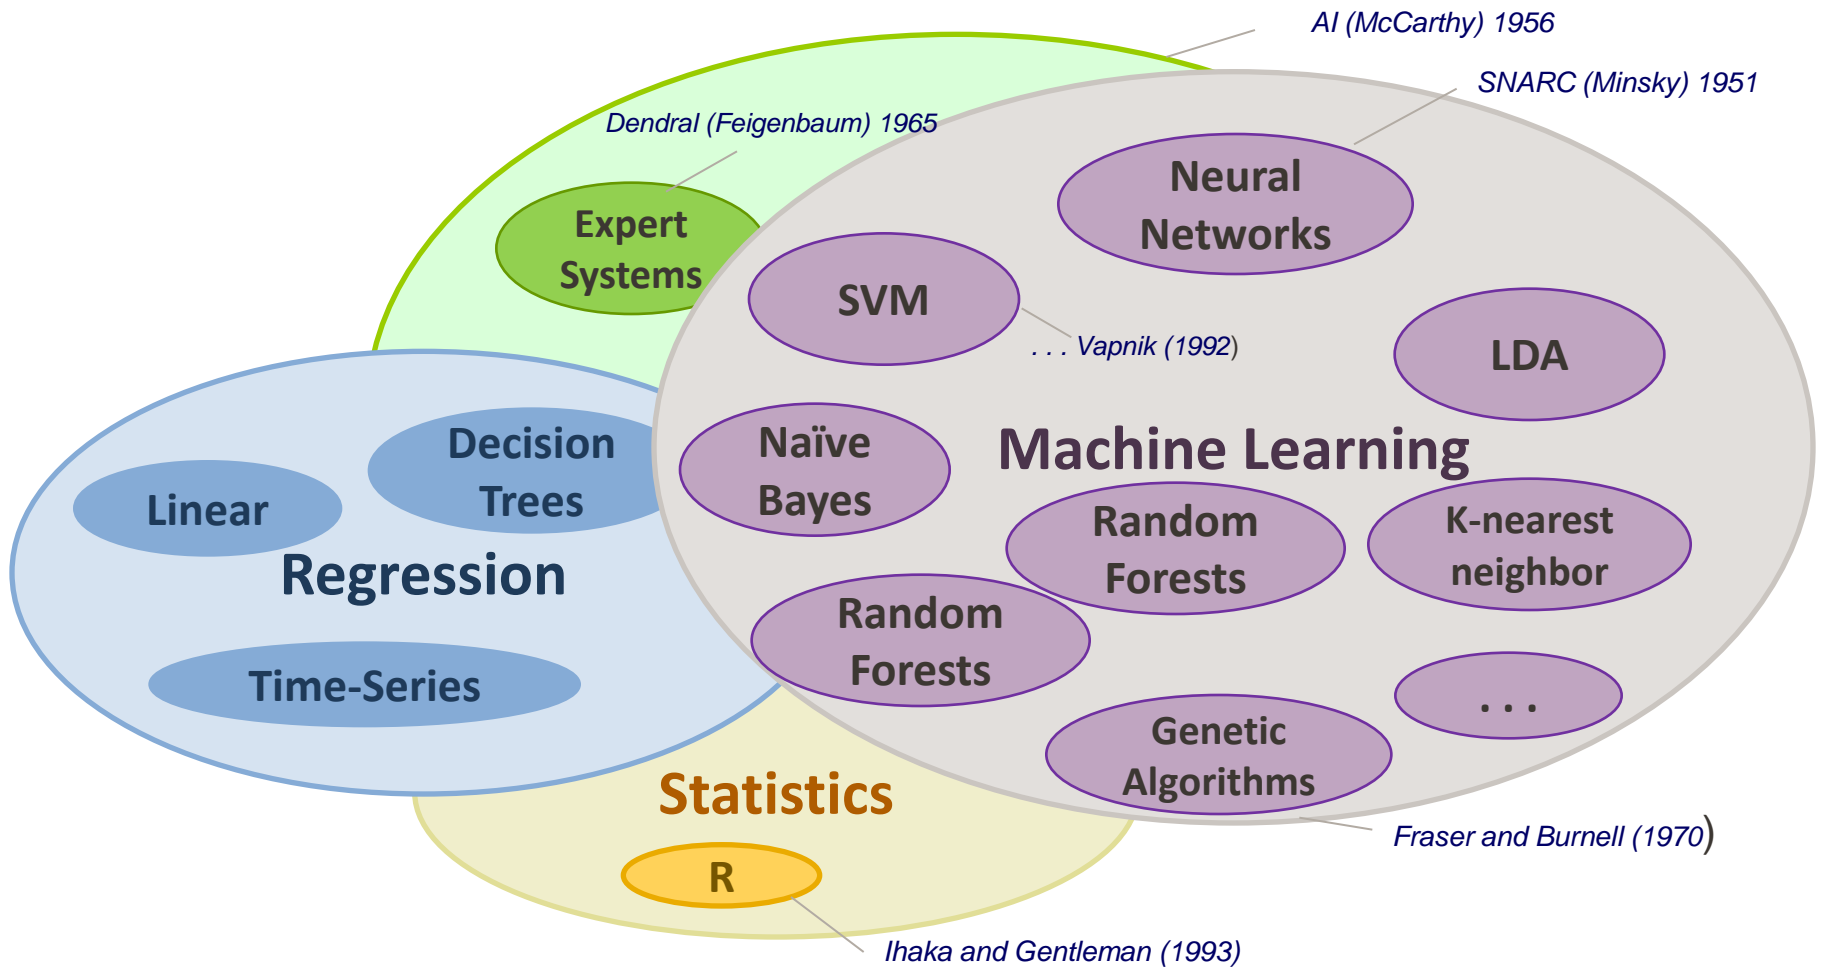 AI (McCarthy) 1956
SNARC (Minsky) 1951
Dendral (Feigenbaum) 1965
Neural
Networks
Expert
Systems
SVM
. . . Vapnik (1992)
LDA
Decision
Trees
Naïve
Bayes
Machine Learning
Linear
Random
Forests
K-nearest
neighbor
Regression
Random
Forests
Time-Series
. . .
Genetic
Algorithms
Statistics
Fraser and Burnell (1970)
R
Ihaka and Gentleman (1993)